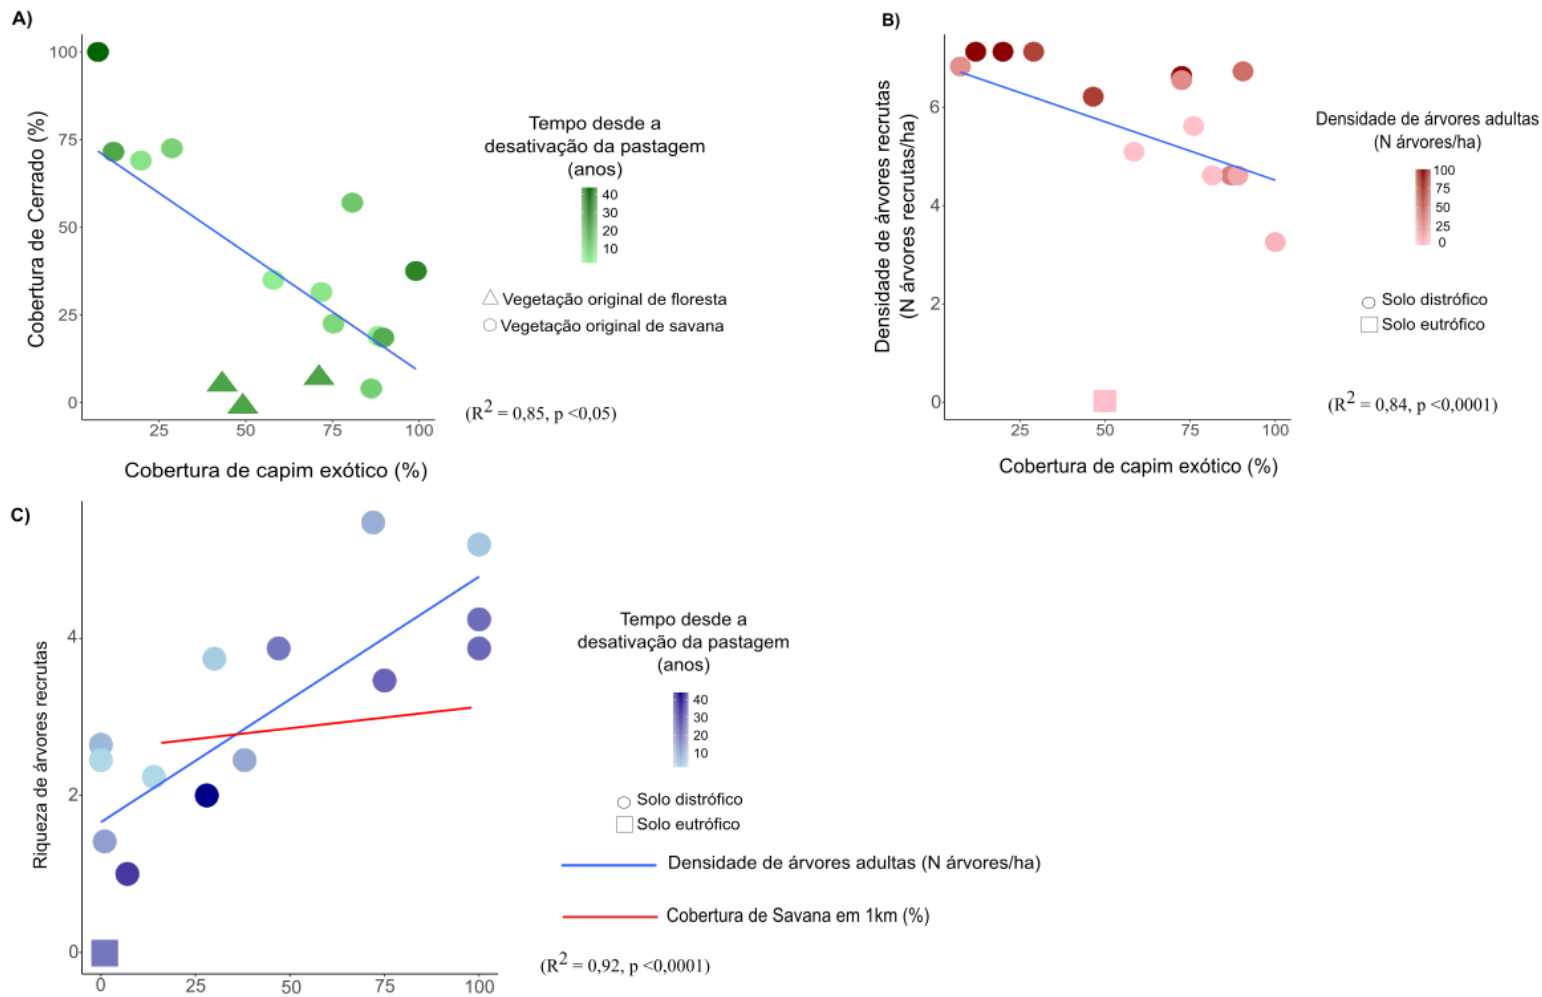 A)
Cobertura de Cerrado (%)
100
75
50
25
0
25
50
75
100
Cobertura de capim exótico (%)
Tempo desde a
desativação da pastagem
(anos)
40
30
20
10
Vegetação original de floresta
Vegetação original de savana
(R2 = 0,85, p <0,05)
B)
Densidade de árvores recrutas
(N árvores recrutas/ha)
6
4
2
0
25
50
75
100
Cobertura de capim exótico (%)
Densidade de árvores adultas
(N árvores/ha)
100
75
50
25
0
Solo distrófico
Solo eutrófico
(R2 = 0,84, p <0,0001)
C)
Riqueza de árvores recrutas
4
2
0
0
25
50
75
100
Tempo desde a
desativação da pastagem
(anos)
40
30
20
10
Solo distrófico
Solo eutrófico
Densidade de árvores adultas (N árvores/ha)
Cobertura de Savana em 1km (%)
(R2 = 0,92, p <0,0001)